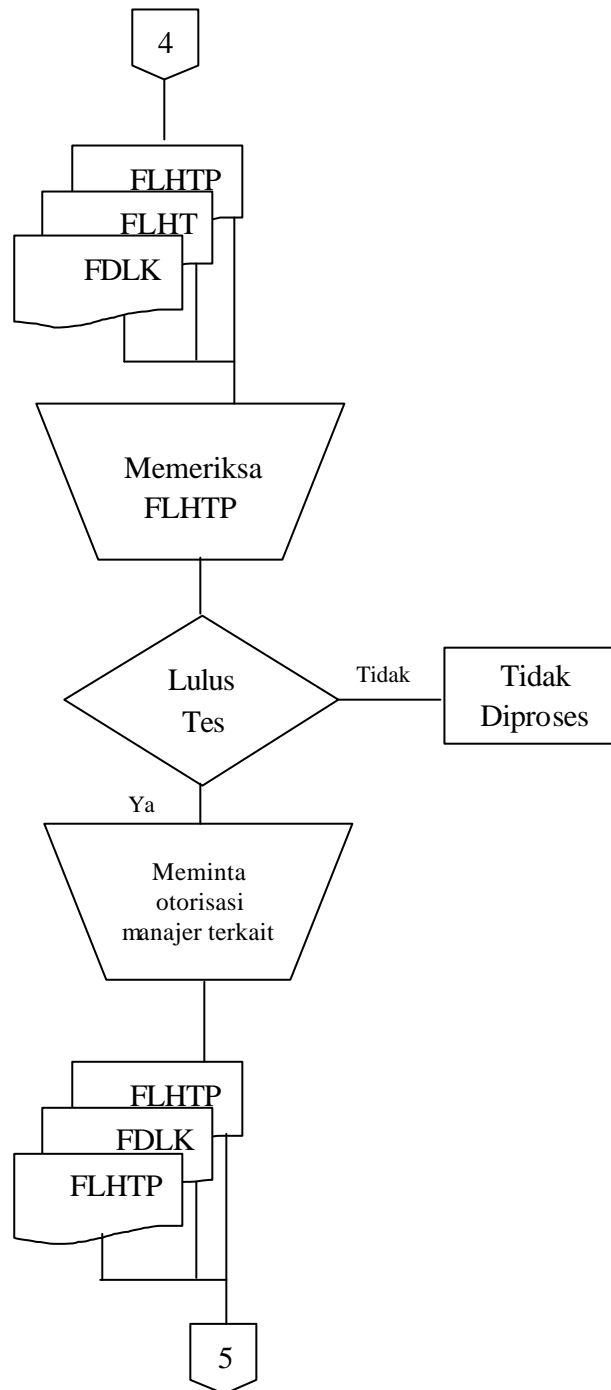 4
FLHTP
FLHT
FDLK
Memeriksa
FLHTP
Lulus
Tes
Tidak
Tidak
Diproses
Ya
Meminta
otorisasi
manajer terkait
FLHTP
FDLK
FLHTP
5